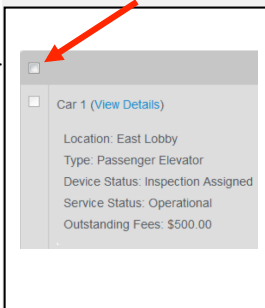 Car 1 (View Details)
Location: East Lobby
Type: Passenger Elevator
Device Status: Inspection Assigned
Service Status: Operational
Outstanding Fees: $500.00